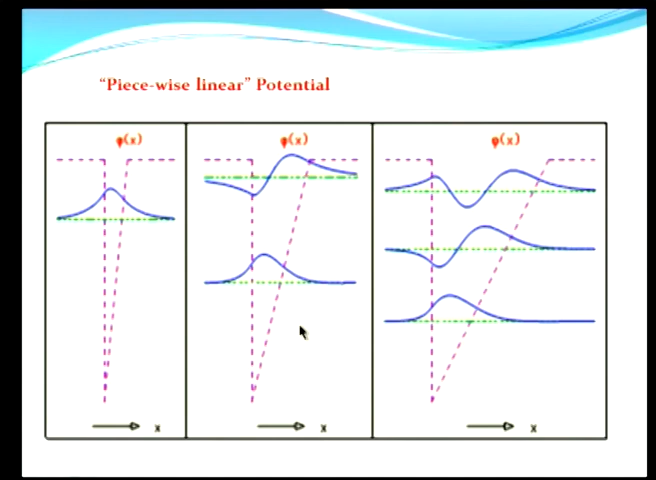 “Piece-wise linear” Potential
φ(x) φ(x) φ(x)
x x x